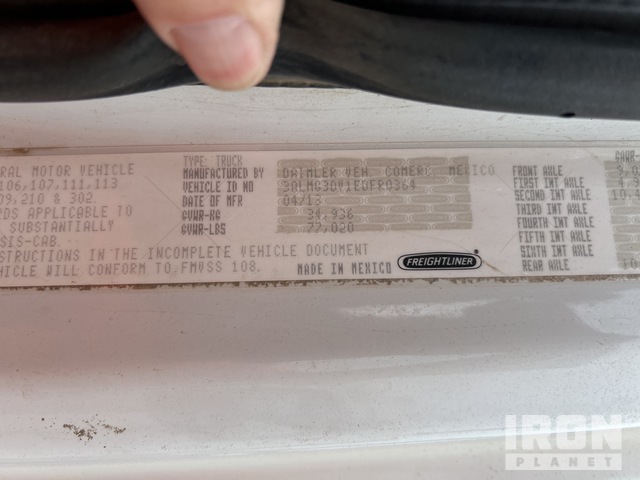 RAL MOTOR VEHICLE
106,107,111,113
09,210 & 302.
RDS APPLICABLE TO
SUBSTANTIALLY
SIS-CAB.
STRUCTIONS IN THE INCOMPLETE VEHICLE DOCUMENT
HICLE WILL CONFORM TO FMVSS 108.
TYPE: TRUCK
MANUFACTURED BY DAIMLER VEH. COMERC MEXICO
VEHICLE ID NO
DATE OF MFR 04/13
GVWR-KG 34,936
GVWR-LBS 77,020
MADE IN MEXICO FREIGHTLINER
GAWR-
FRONT AXLE
FIRST INT AXLE
SECOND INT AXLE
THIRD INT AXLE
FOURTH INT AXLE
FIFTH INT AXLE
SIXTH INT AXLE
REAR AXLE
IRON
PLANET